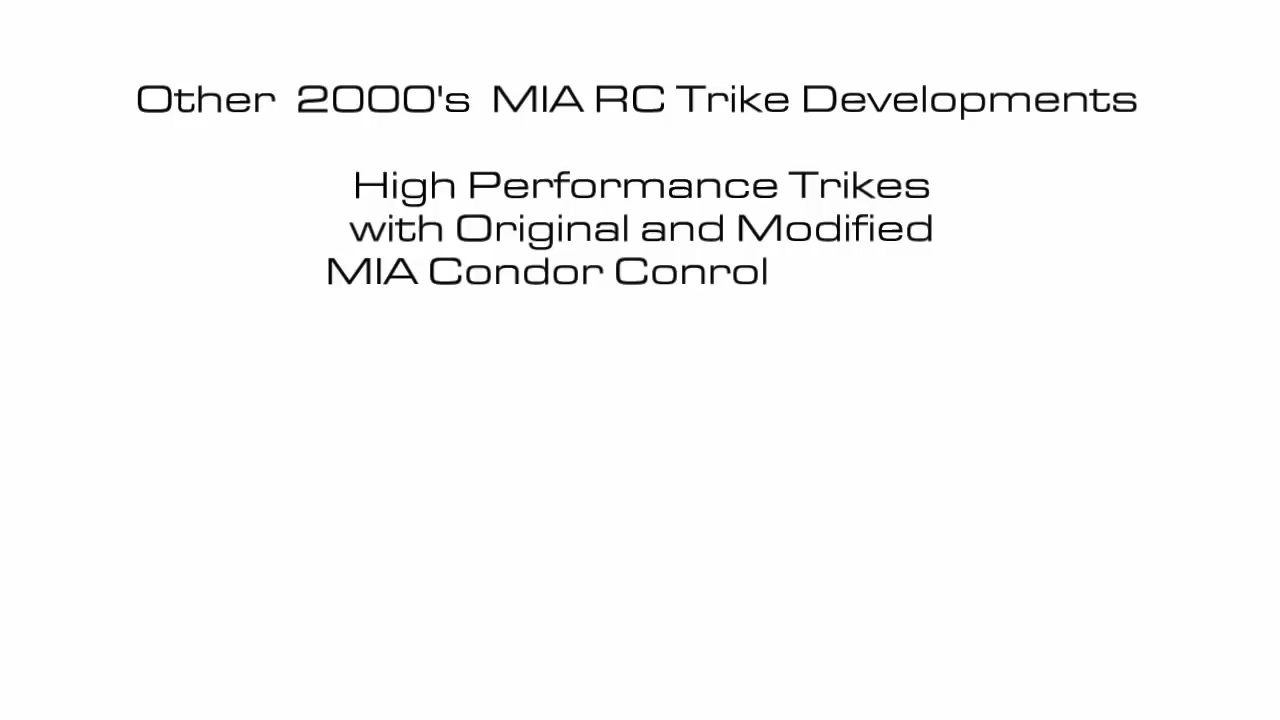 Other 2000's MIA RC Trike Developments
High Performance Trikes
with Original and Modified
MIA Condor Conrol